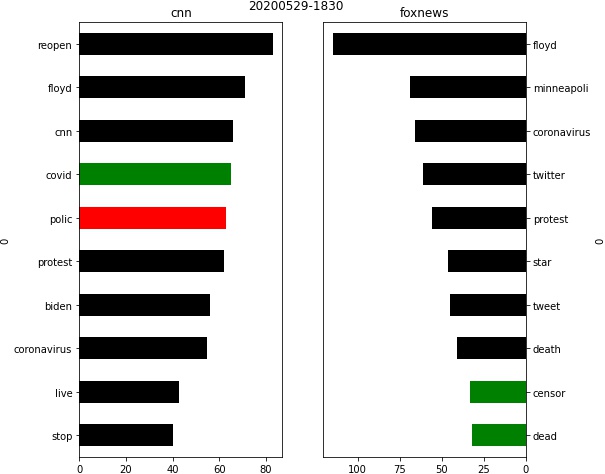 20200529-1830
cnn
foxnews
reopen
floyd
cnn
covid
polic
protest
biden
coronavirus
live
stop
0
0 20 40 60 80
floyd
minneapoli
coronavirus
twitter
protest
star
tweet
death
censor
dead
0
100 75 50 25 0